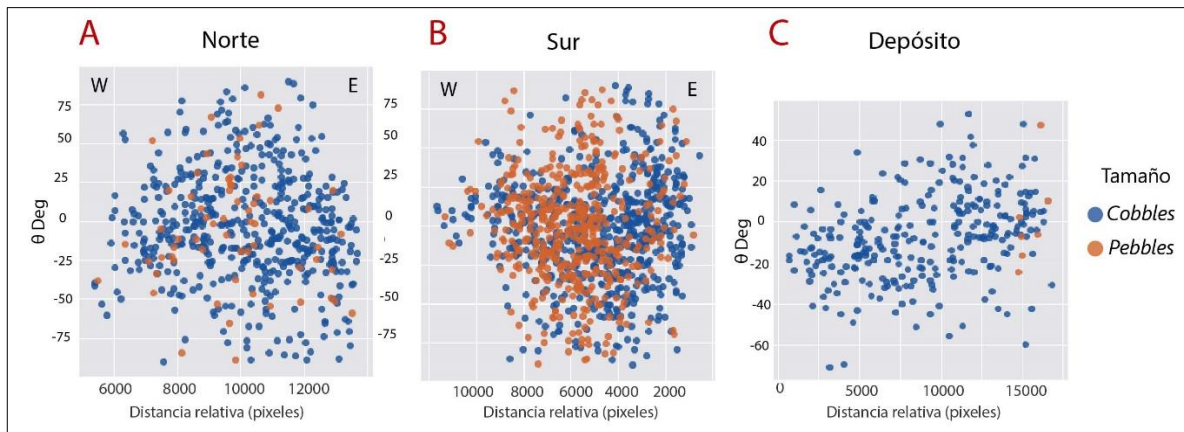 A Norte
W E
75
50
25
0
-25
-50
-75
θ Deg
6000 8000 10000 12000
Distancia relativa (pixeles)
B Sur
W E
75
50
25
0
-25
-50
-75
10000 8000 6000 4000 2000
Distancia relativa (pixeles)
C Depósito
40
20
0
-20
-40
-60
θ Deg
0 5000 10000 15000
Distancia relativa (pixeles)
Tamaño
Cobbles
Pebbles